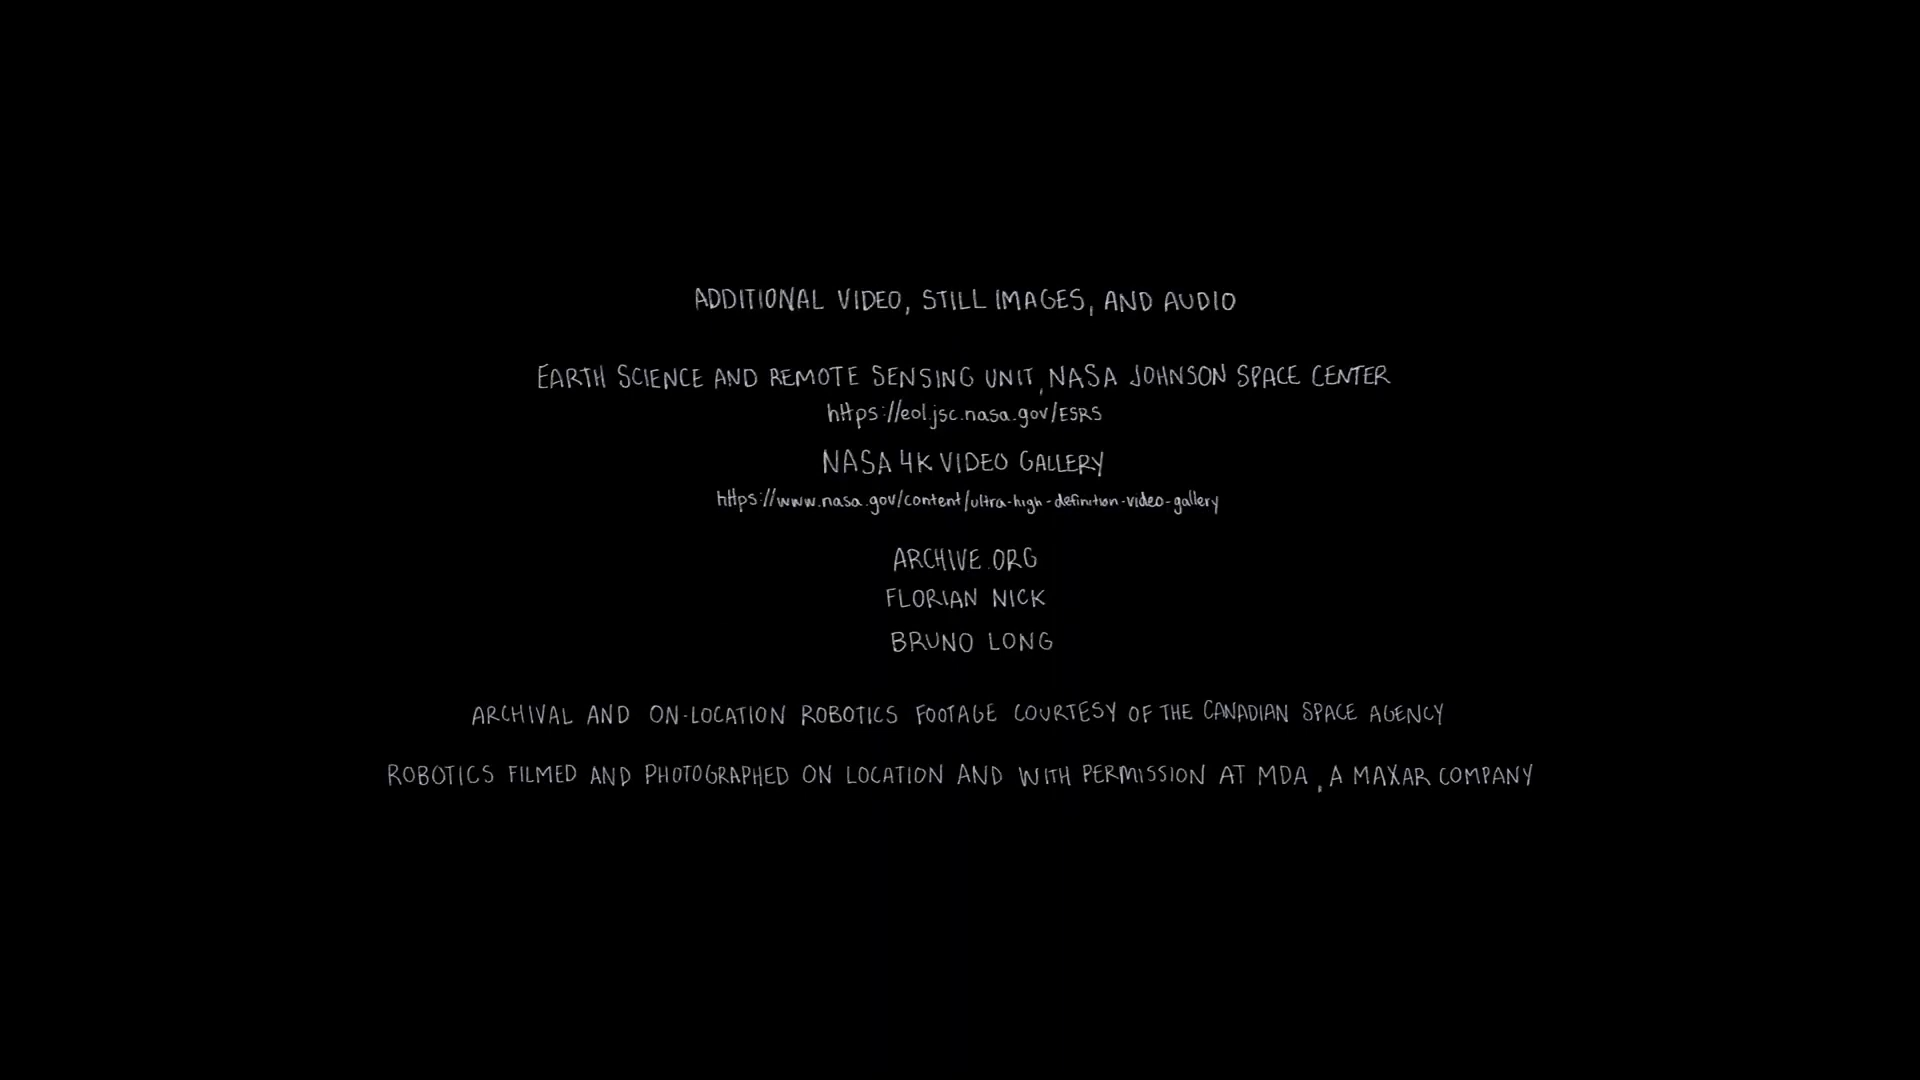 ADDITIONAL VIDEO, STILL IMAGES, AND AUDIO
EARTH SCIENCE AND REMOTE SENSING UNIT, NASA JOHNSON SPACE CENTER
https://eol.jsc.nasa.gov/ESRS
NASA 4K VIDEO GALLERY
https://www.nasa.gov/content/ultra-high-definition-video-gallery
ARCHIVE.ORG
FLORIAN NICK
BRUNO LONG
ARCHIVAL AND ON-LOCATION ROBOTICS FOOTAGE COURTESY OF THE CANADIAN SPACE AGENCY
ROBOTICS FILMED AND PHOTOGRAPHED ON LOCATION AND WITH PERMISSION AT MDA, A MAXAR COMPANY